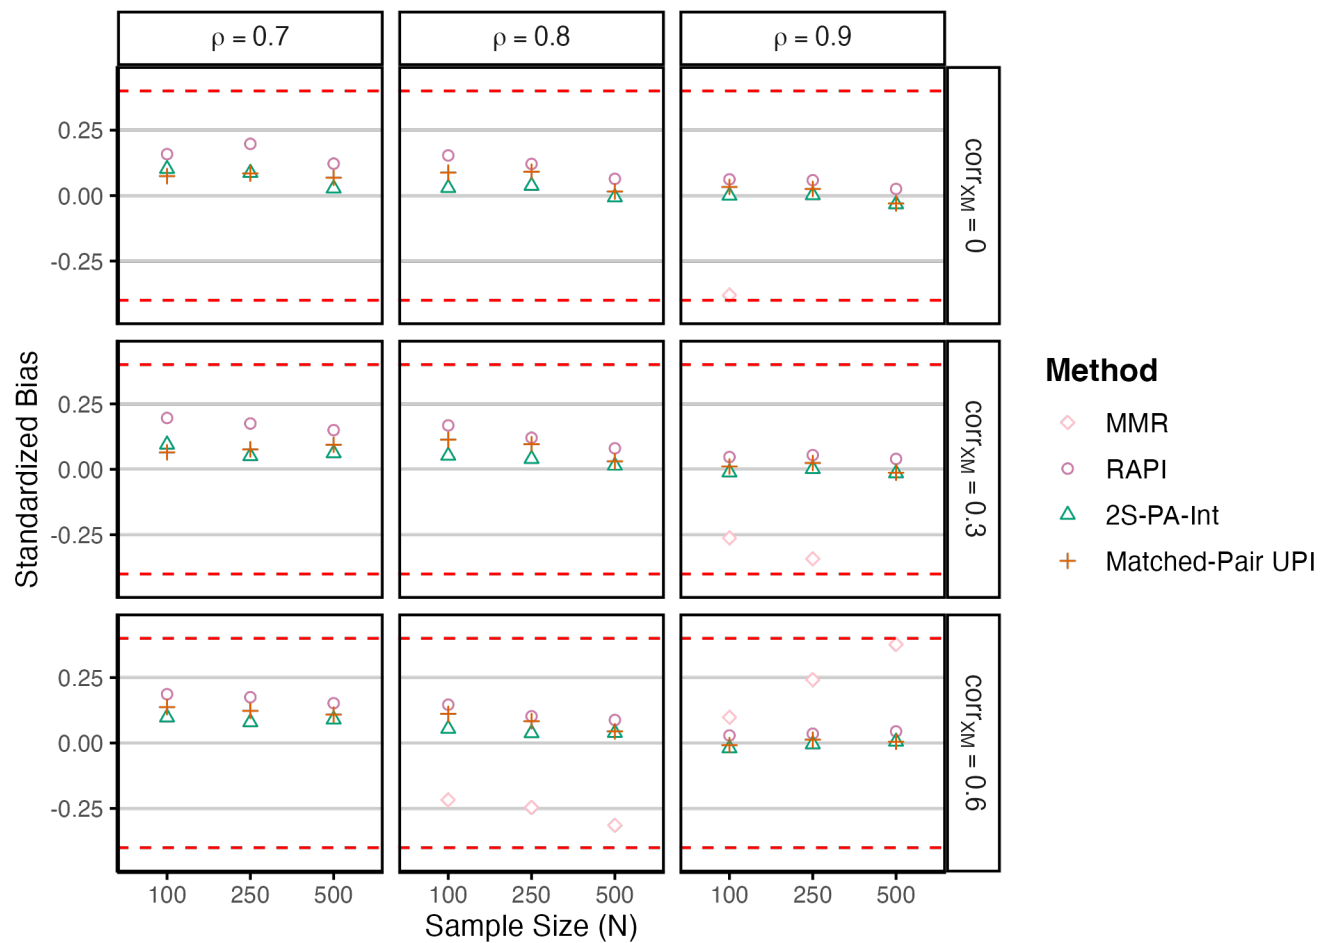 ρ = 0.7
ρ = 0.8
ρ = 0.9
0.25
0.00
-0.25
corrXM = 0
0.25
0.00
-0.25
corrXM = 0.3
0.25
0.00
-0.25
corrXM = 0.6
Standardized Bias
100 250 500
100 250 500
100 250 500
Sample Size (N)
Method
MMR
RAPI
2S-PA-Int
Matched-Pair UPI